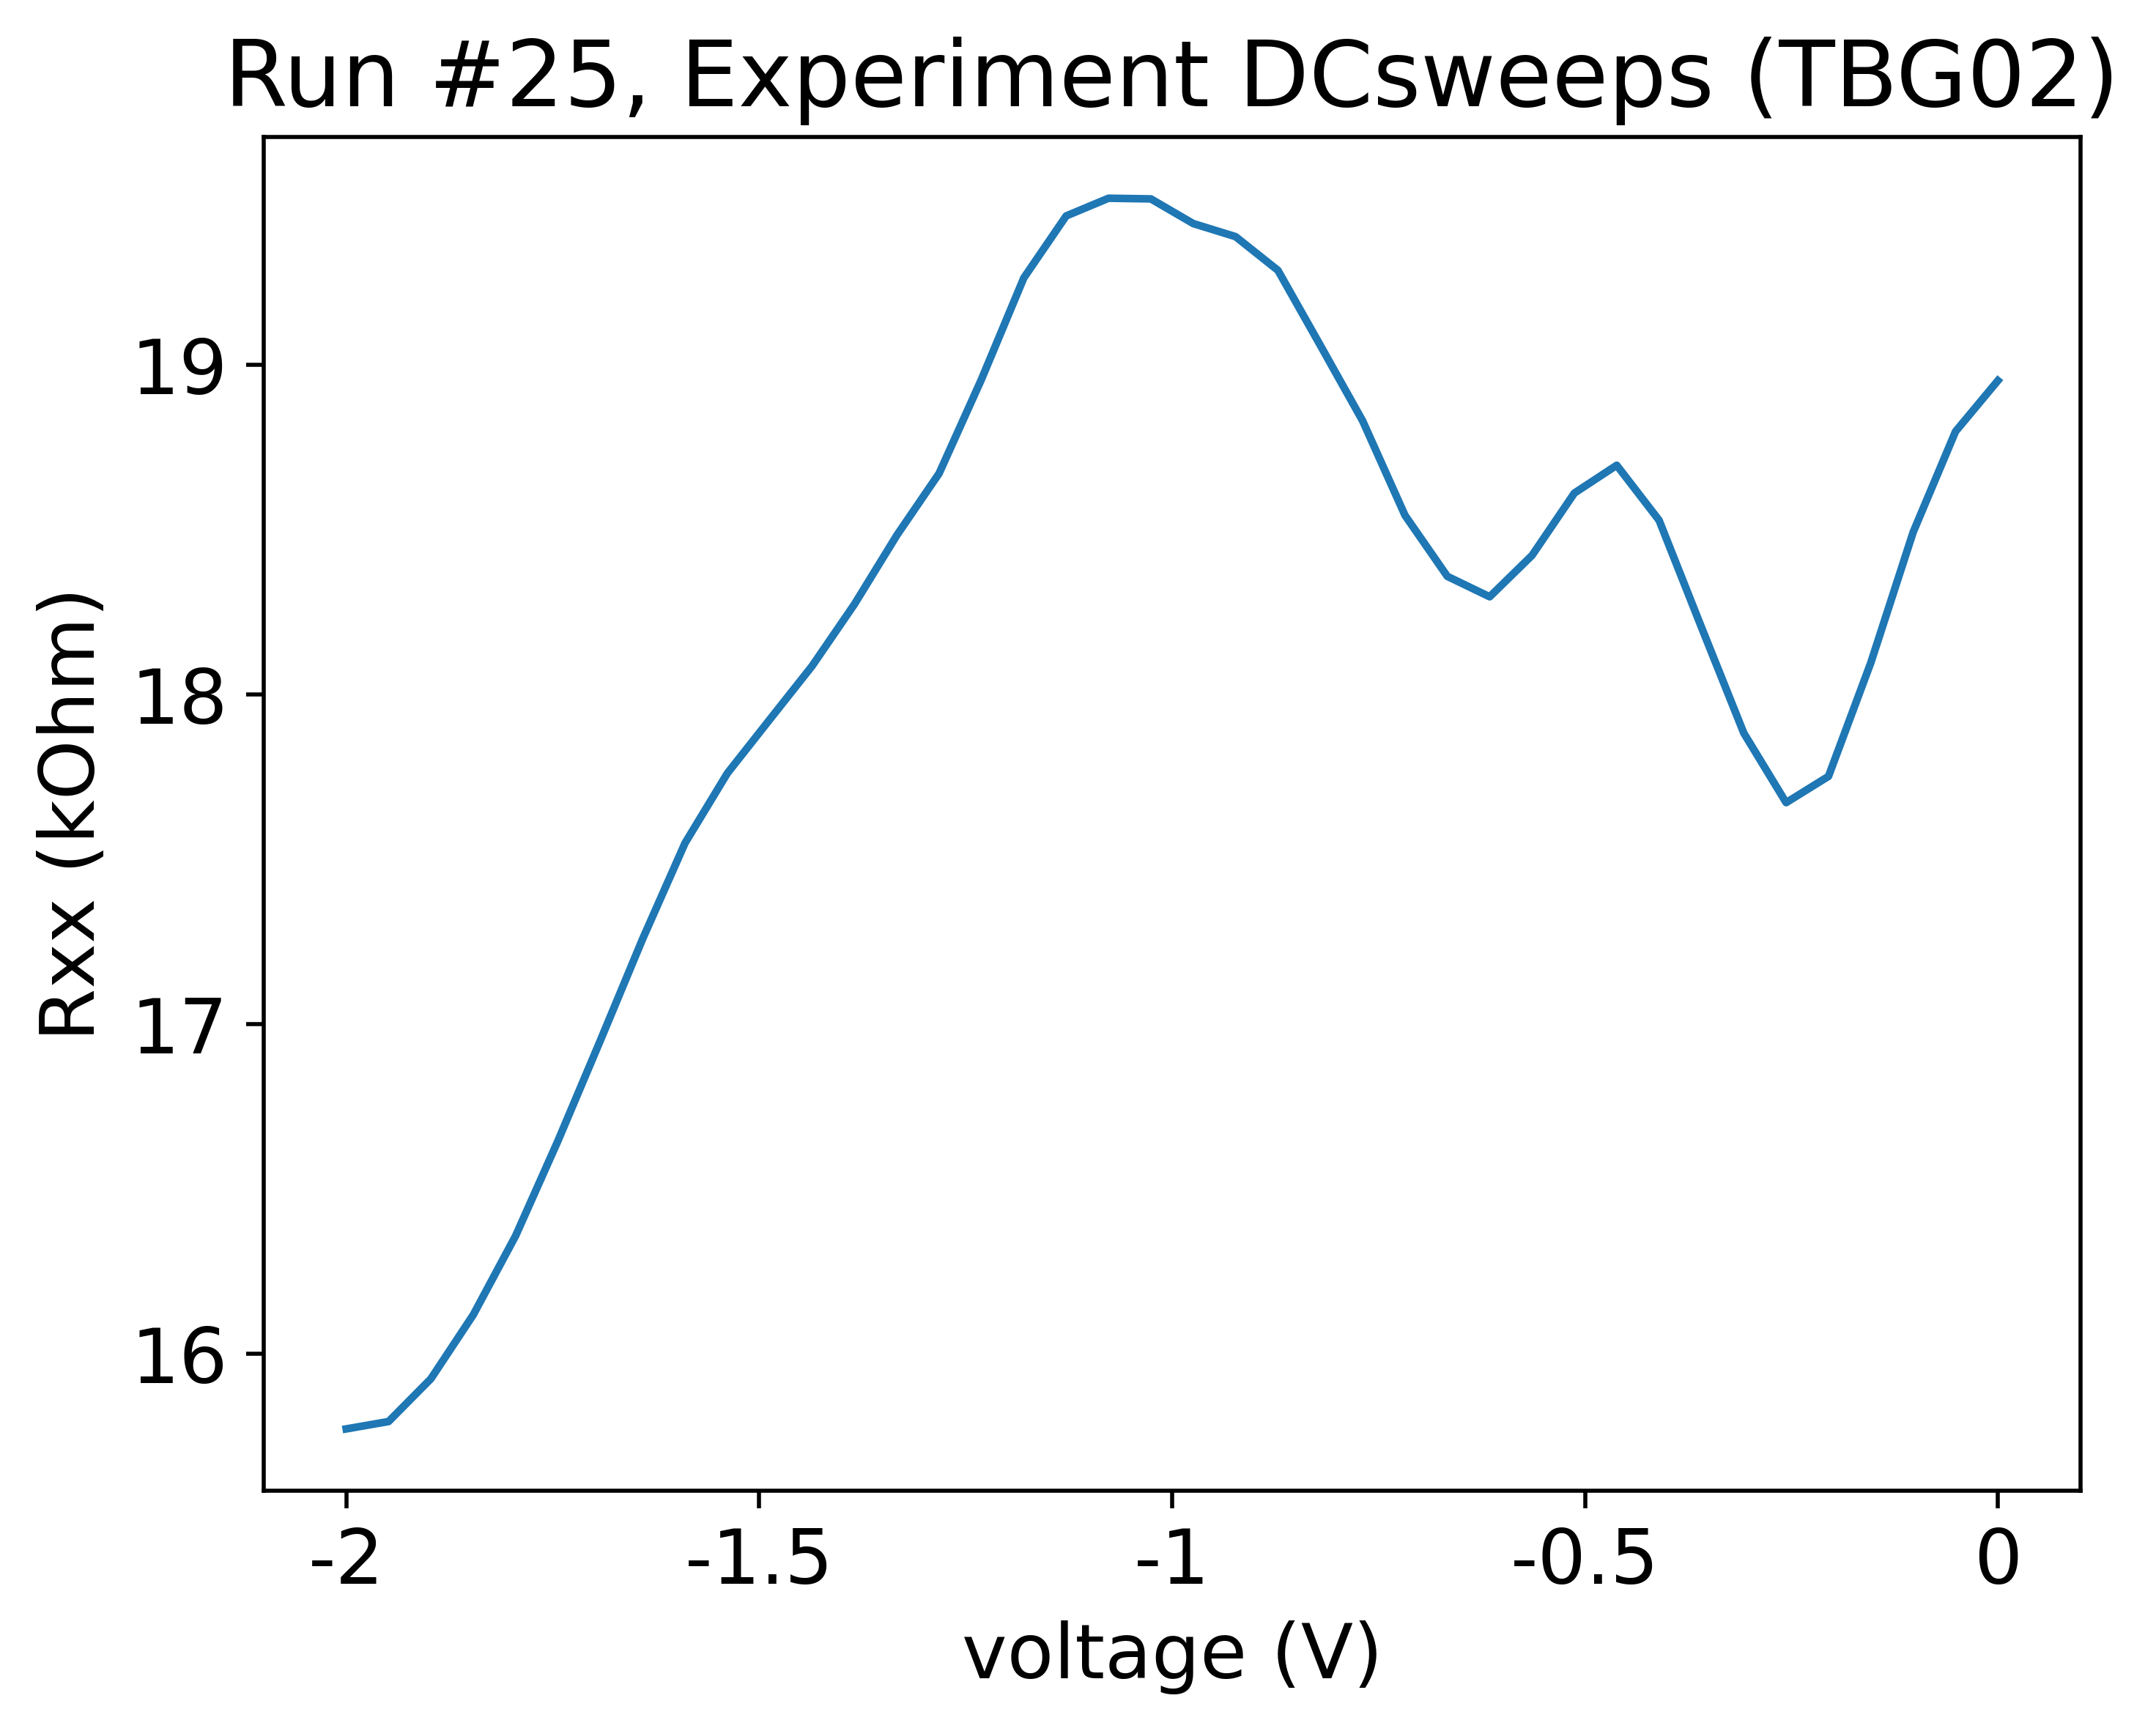 Run #25, Experiment DCsweeps (TBG02)
Rxx (kOhm)
19
18
17
16
-2 -1.5 -1 -0.5 0
voltage (V)